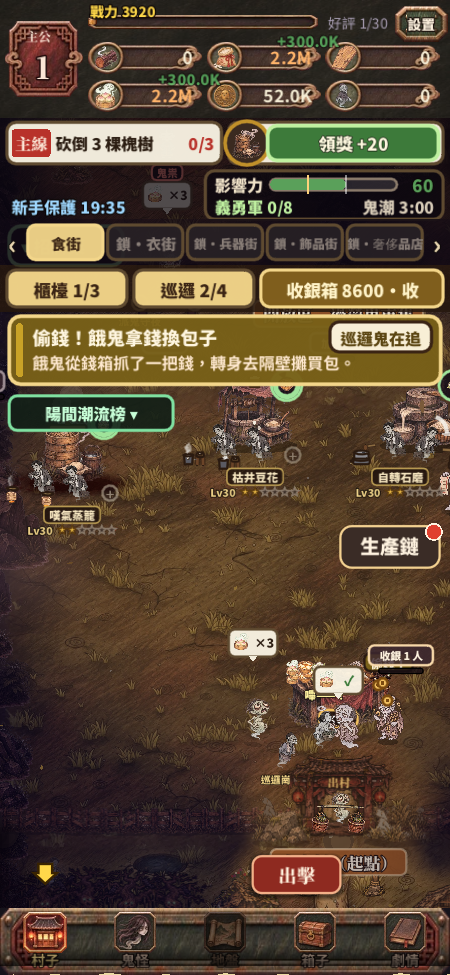 戰力.3920
好評 1/30
設置
主公
1
+300.0K
0
2.2M
0
+300.0K
2.2M
52.0K
0
主線 砍倒 3 棵槐樹 0/3
領獎 +20
鬼菜
×3
影響力 60
新手保護 19:35
義勇軍 0/8
鬼潮 3:00
‹ 食街 鎖・衣街 鎖・兵器街 鎖・飾品街 鎖・奢侈品店 ›
櫃檯 1/3
巡邏 2/4
收銀箱 8600・收
偷錢！餓鬼拿錢換包子
巡邏鬼在追
餓鬼從錢箱抓了一把錢，轉身去隔壁攤買包。
陽間潮流榜 ▾
枯井豆花
Lv30 ★★☆☆☆
自轉石磨
Lv30 ★★☆☆☆
嘆氣蒸籠
Lv30 ★★☆☆☆
生產鏈
×3
收銀 1 人
✓
巡邏崗
出村
出擊
(起點)
村子
鬼怪
地盤
箱子
劇情